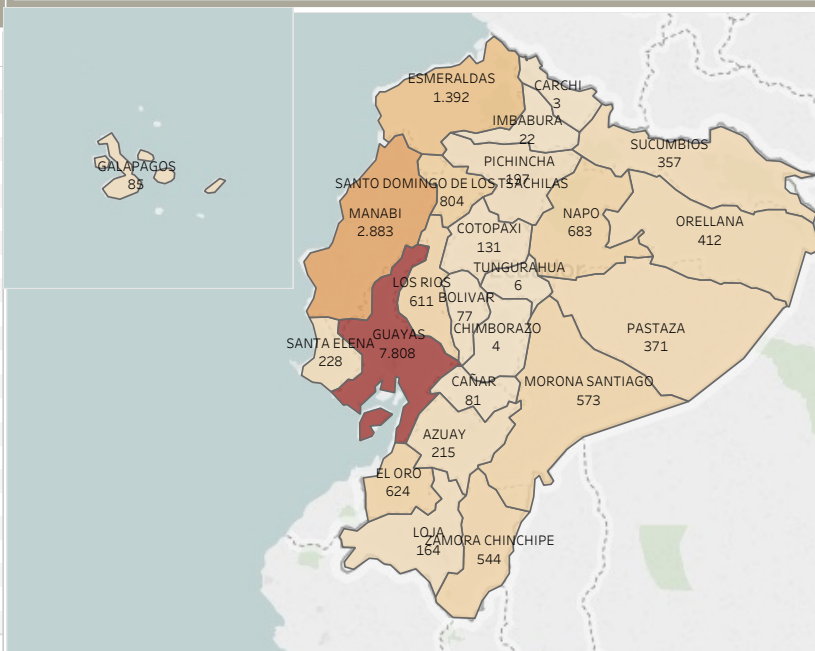 ESMERALDAS
1.392
CARCHI
3
IMBABURA
22
SUCUMBIOS
357
GALAPAGOS
85
PICHINCHA
197
SANTO DOMINGO DE LOS TSACHILAS
804
MANABI
2.883
NAPO
683
ORELLANA
412
COTOPAXI
131
TUNGURAHUA
6
Ecuador
LOS RIOS
611
BOLIVAR
77
CHIMBORAZO
4
PASTAZA
371
GUAYAS
7.808
SANTA ELENA
228
CAÑAR
81
MORONA SANTIAGO
573
AZUAY
215
EL ORO
624
LOJA
164
ZAMORA CHINCHIPE
544